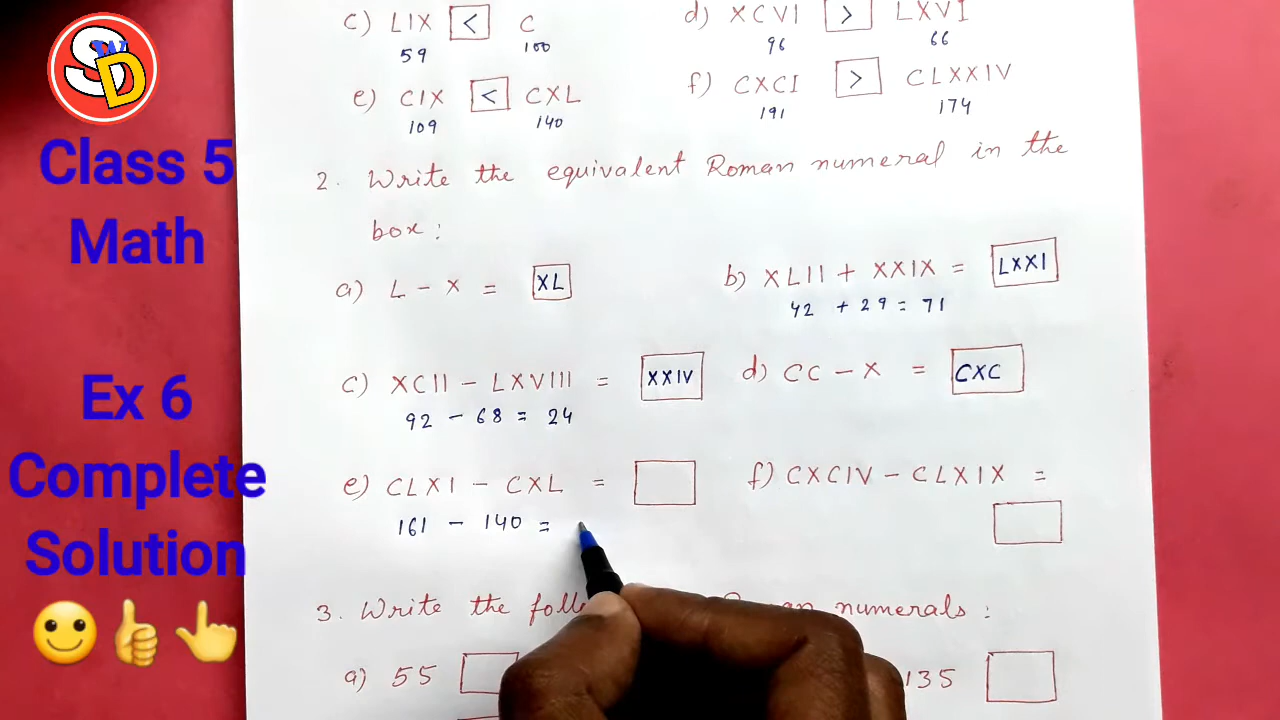 SWD
Class 5
Math
Ex 6
Complete
Solution
c) LIX < C
59 100
d) XCVI > LXVI
96 66
e) CIX < CXL
109 140
f) CXCI > CLXXIV
191 174
2. Write the equivalent Roman numeral in the
box:
a) L - X = XL
b) XLII + XXIX = LXXI
42 + 29 = 71
c) XCII - LXVIII = XXIV
92 - 68 = 24
d) CC - X = CXC
e) CLXI - CXL =
161 - 140 =
f) CXCIV - CLXIX =
3. Write the numerals:
a) 55
135